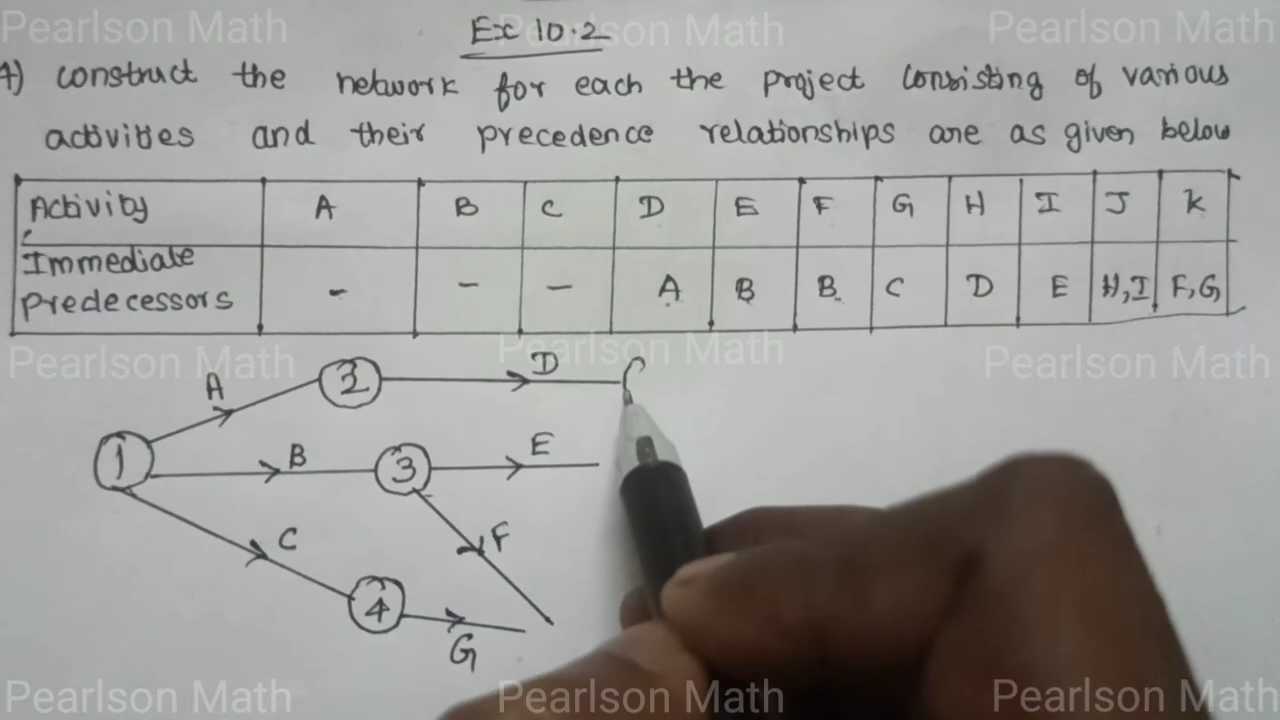 Pearlson Math Pearlson Math Pearlson Math
Ex 10.2
4) construct the network for each the project consisting of various
activities and their precedence relationships are as given below
Activity A B C D E F G H I J K
Immediate
predecessors - - - A B B C D E H,I F,G,
Pearlson Math Pearlson Math Pearlson Math
A 2 D
1 B 3 E
C F
4 G
Pearlson Math Pearlson Math Pearlson Math